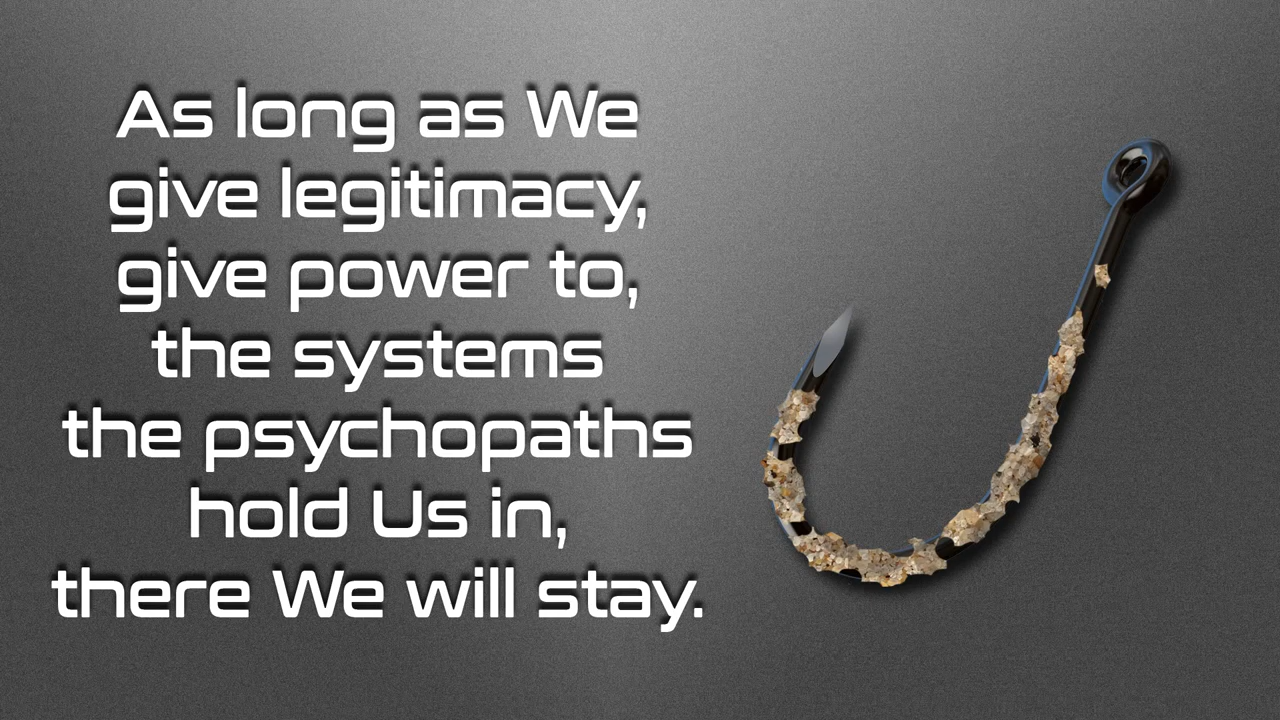 As long as We
give legitimacy,
give power to,
the systems
the psychopaths
hold Us in,
there We will stay.